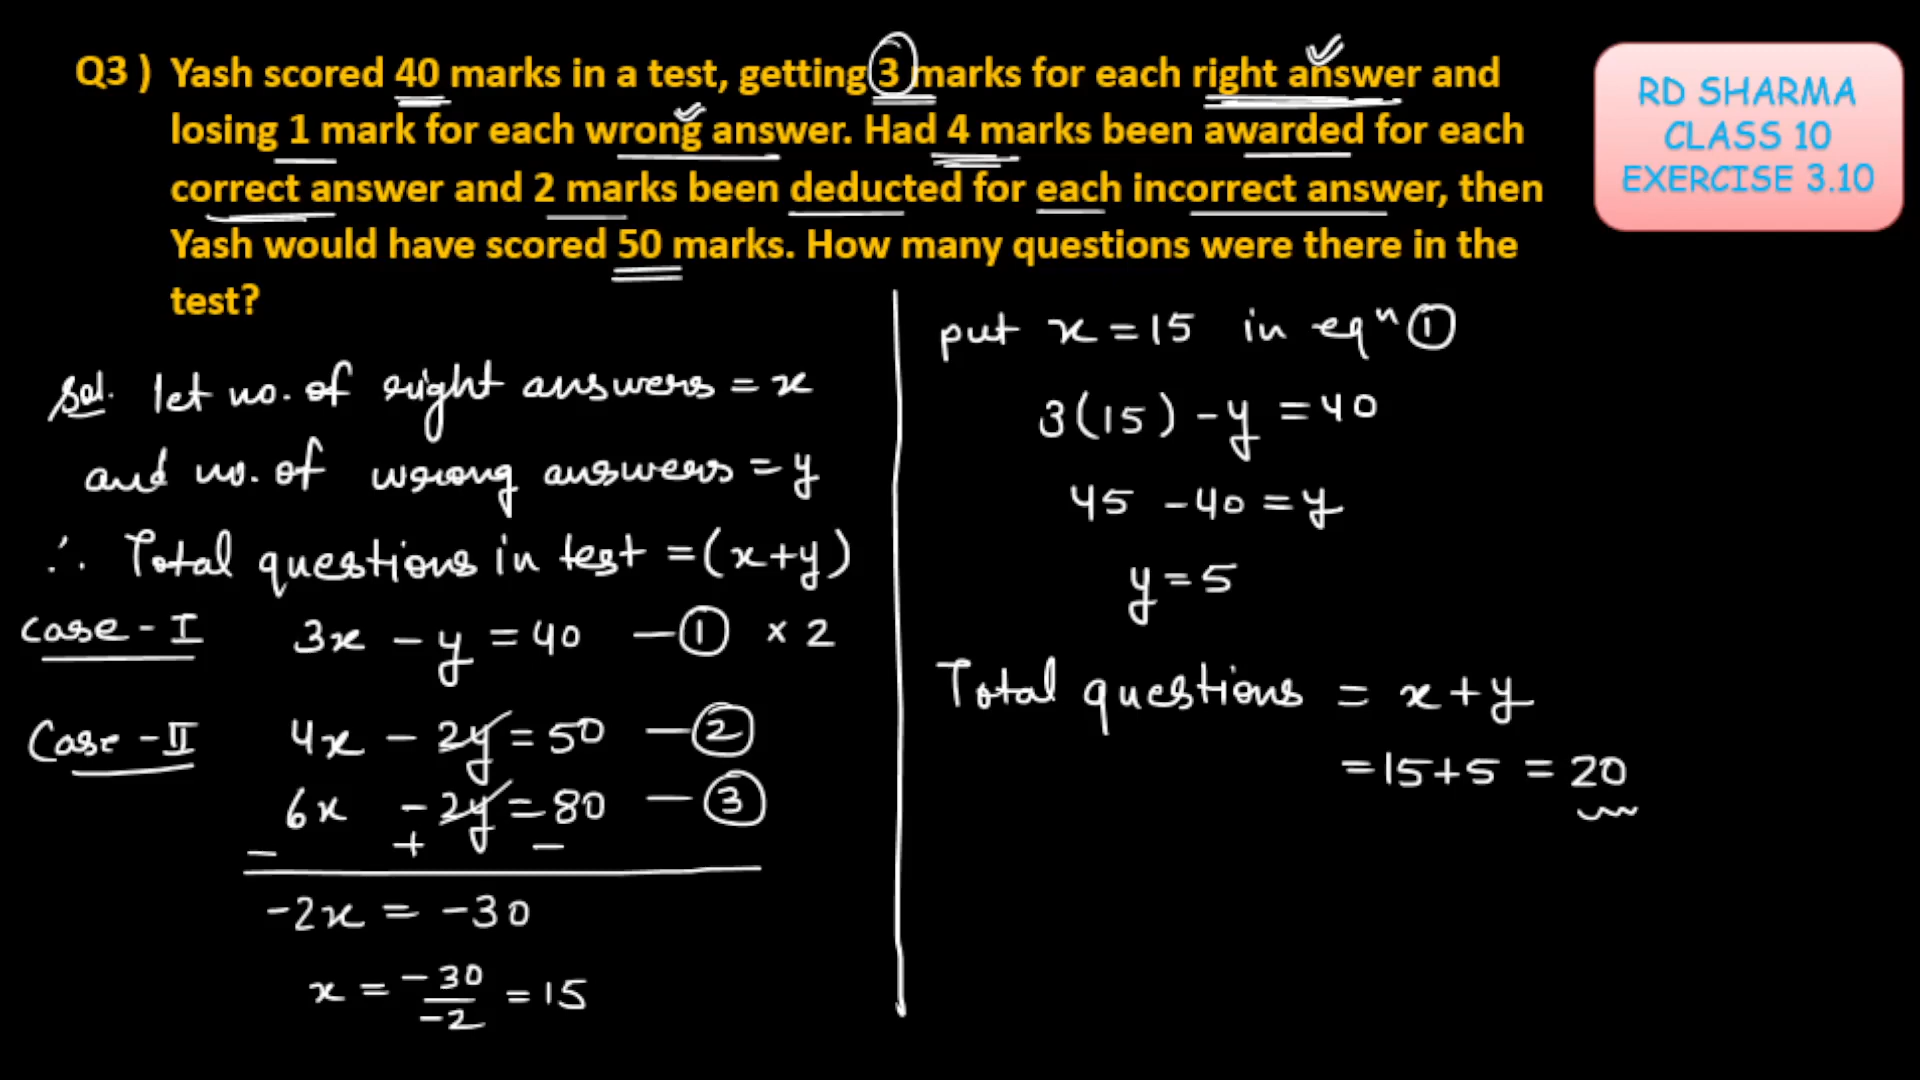 Q3 ) Yash scored 40 marks in a test, getting 3 marks for each right answer and
losing 1 mark for each wrong answer. Had 4 marks been awarded for each
correct answer and 2 marks been deducted for each incorrect answer, then
Yash would have scored 50 marks. How many questions were there in the
test?
RD SHARMA
CLASS 10
EXERCISE 3.10
Sol. let no. of right answers = x
and no. of wrong answers = y
∴ Total questions in test = (x+y)
case - I 3x - y = 40 — ① × 2
Case - II 4x - 2y = 50 — ②
6x - 2y = 80 — ③
- + -
-2x = -30
x = -30/-2 = 15
put x = 15 in eqⁿ ①
3(15) - y = 40
45 - 40 = y
y = 5
Total questions = x + y
= 15 + 5 = 20